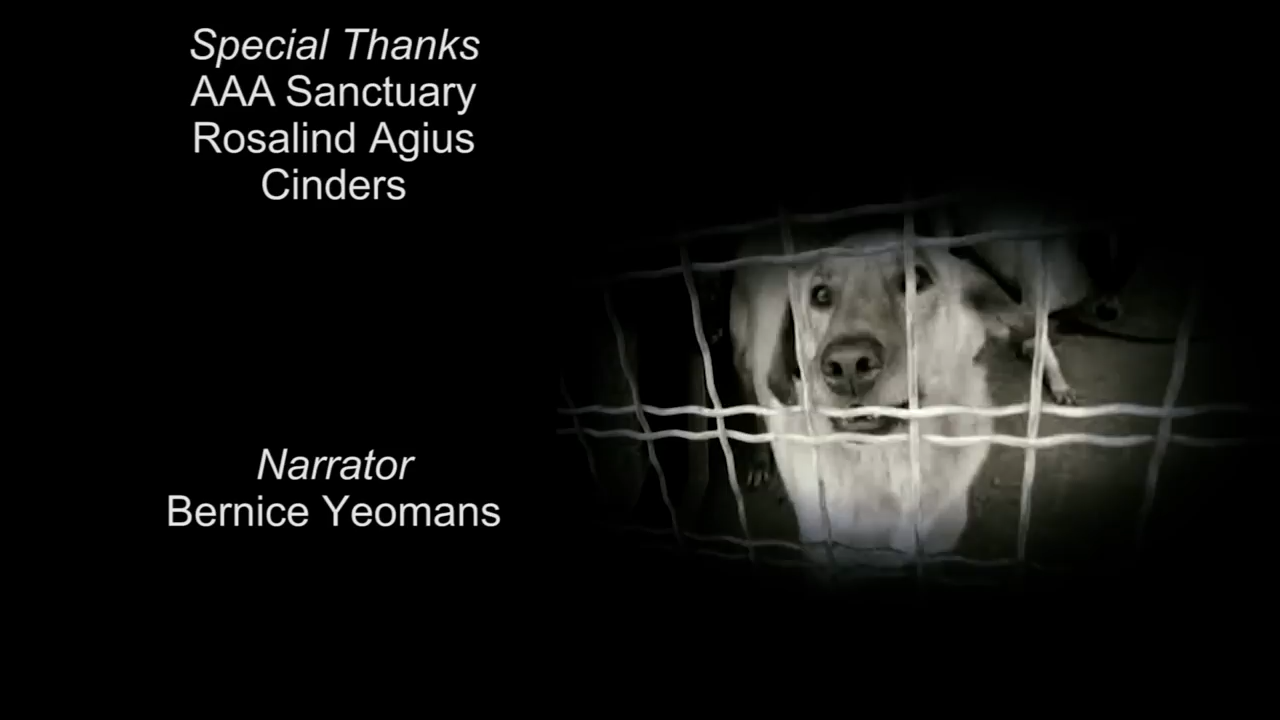 Special Thanks
AAA Sanctuary
Rosalind Agius
Cinders
Narrator
Bernice Yeomans